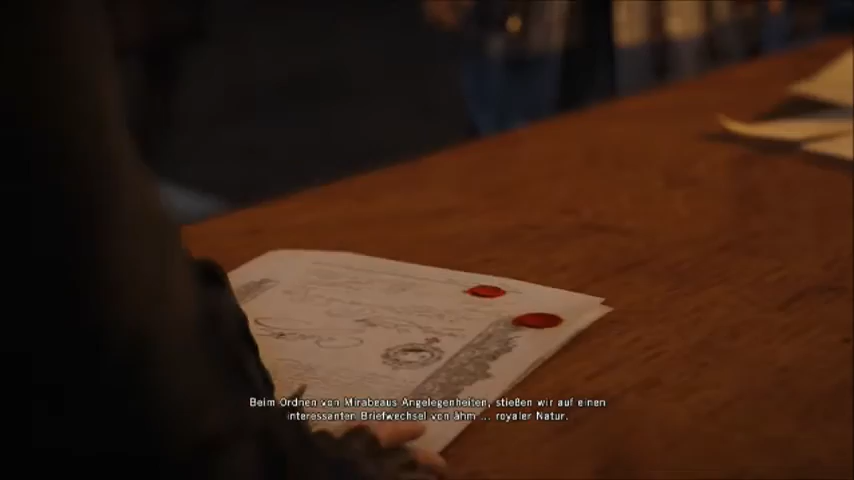 Beim Ordnen von Mirabeaus Angelegenheiten, stießen wir auf einen
interessanten Briefwechsel von ähm ... royaler Natur.